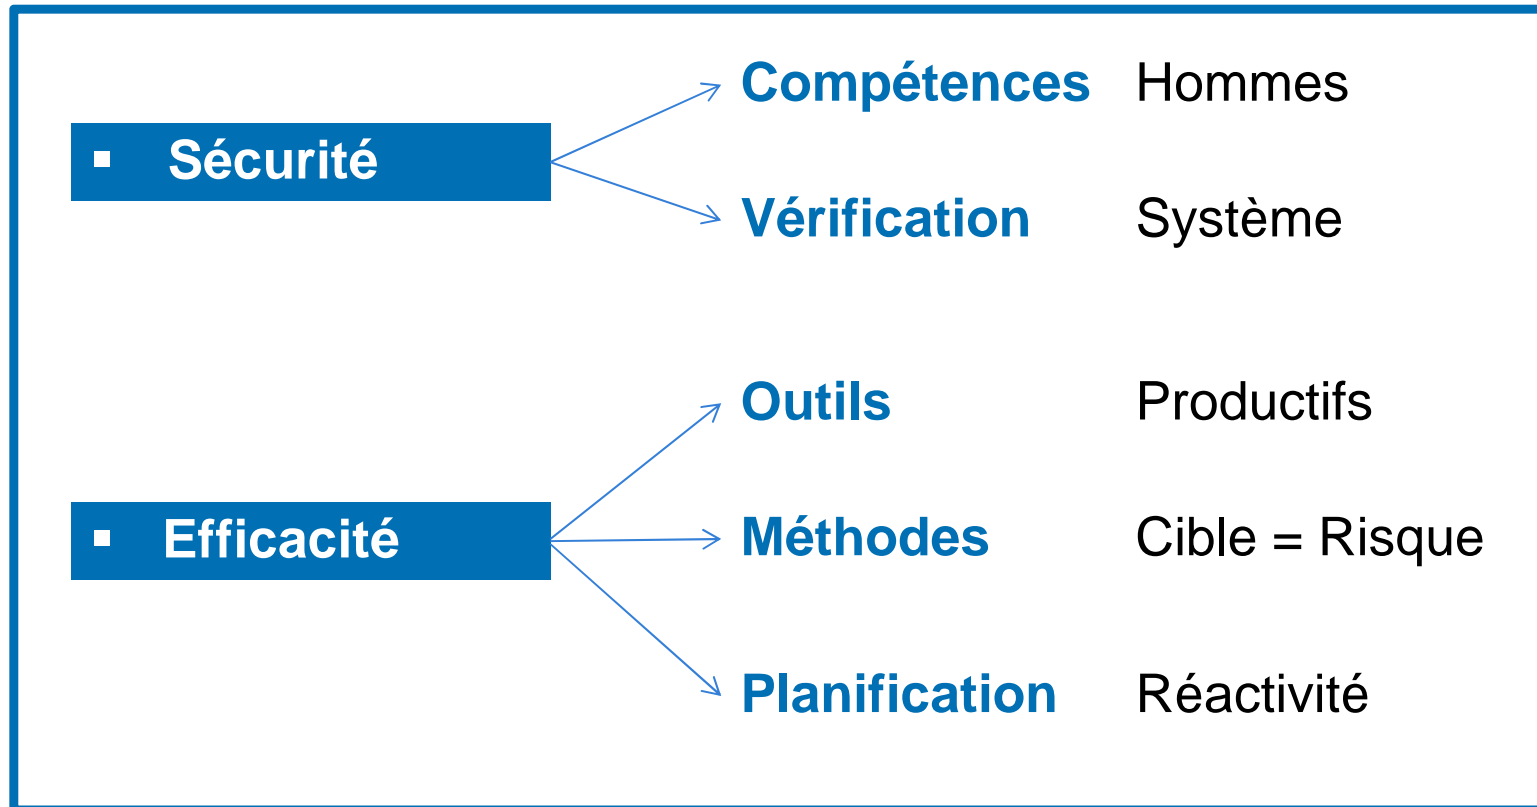 Compétences Hommes
▪ Sécurité
Vérification Système
Outils Productifs
▪ Efficacité
Méthodes Cible = Risque
Planification Réactivité